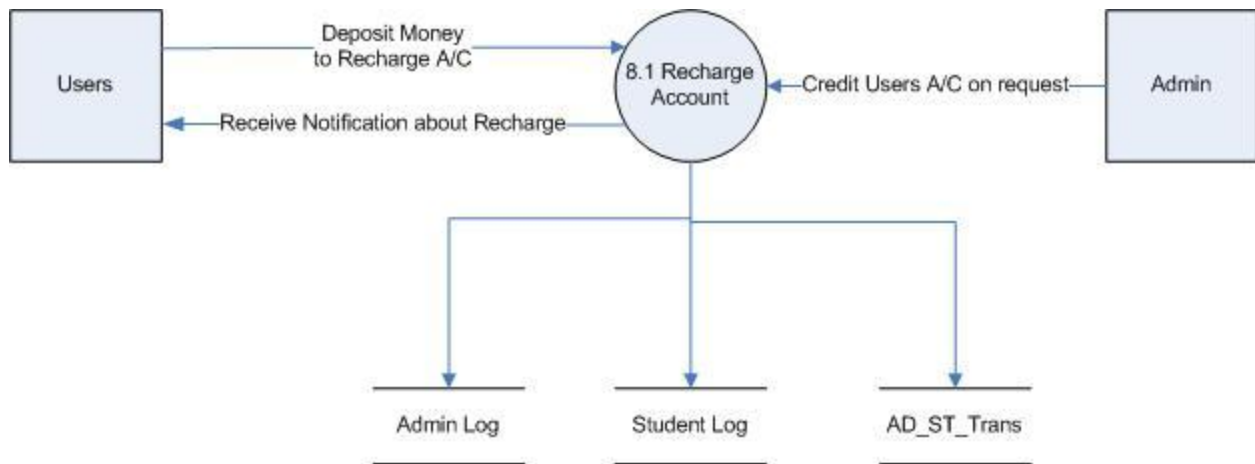 Users
Deposit Money
to Recharge A/C
Receive Notification about Recharge
8.1 Recharge
Account
Credit Users A/C on request
Admin
Admin Log
Student Log
AD_ST_Trans